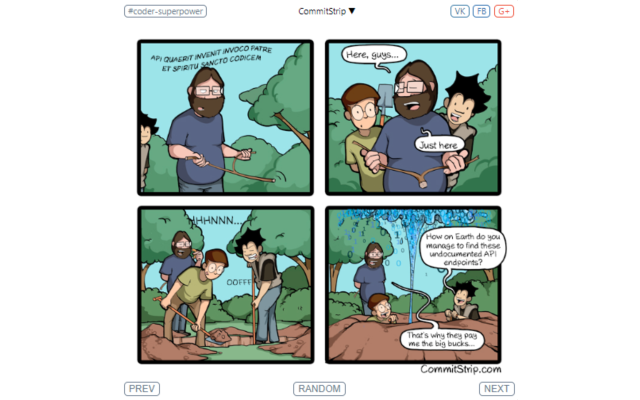 #coder-superpower
CommitStrip ▼
VK
FB
G+
API QUAERIT INVENIT INVOCO PATRE
ET SPIRITU SANCTO CODICEM
Here, guys...
Just here
HHNNN...
OOFFF
How on Earth do you
manage to find these
undocumented API
endpoints?
That's why they pay
me the big bucks...
CommitStrip.com
PREV
RANDOM
NEXT